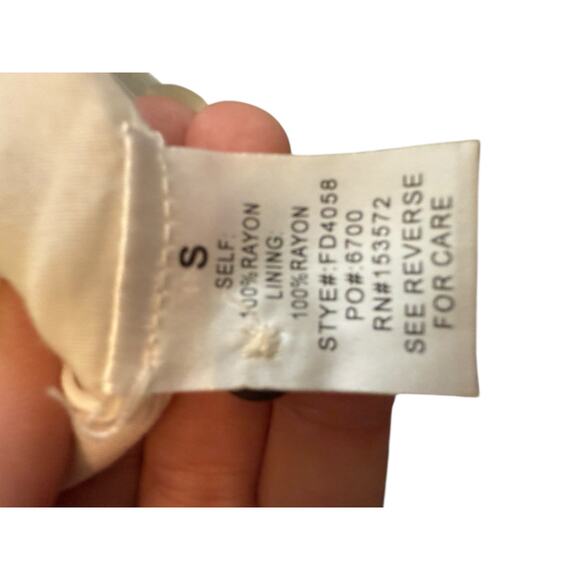 S
SELF:
100%RAYON
LINING:
100%RAYON
STYE#:FD4058
PO#:6700
RN#153572
SEE REVERSE
FOR CARE